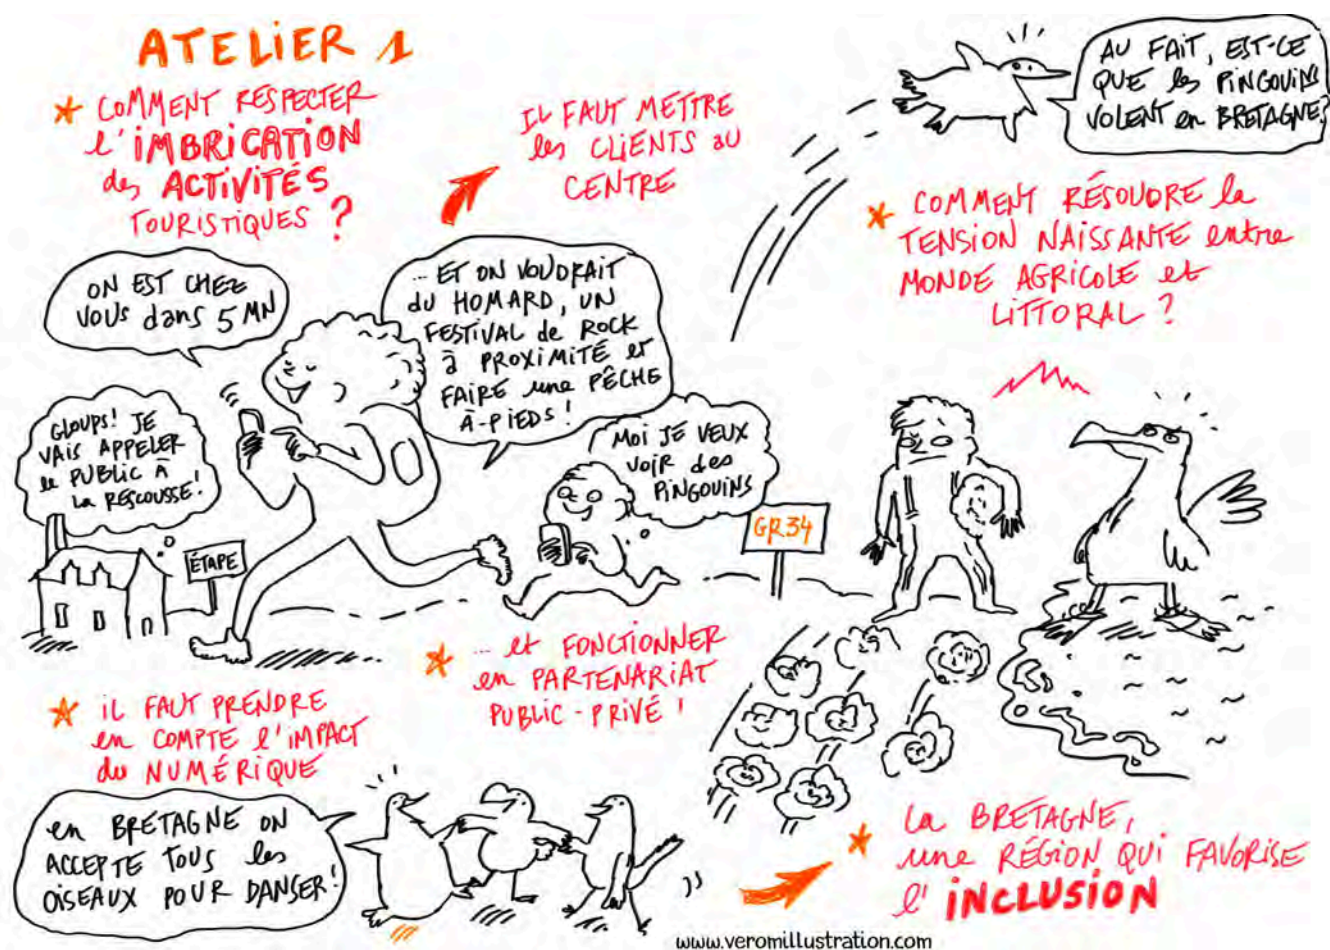 ATELIER 1
* COMMENT RESPECTER
l'IMBRICATION
des ACTIVITÉS
TOURISTIQUES ?
IL FAUT METTRE
les CLIENTS au
CENTRE
AU FAIT, EST-CE
QUE les PINGOUINS
VOLENT en BRETAGNE?
* COMMENT RÉSOUDRE la
TENSION NAISSANTE entre
MONDE AGRICOLE et
LITTORAL ?
ON EST CHEZ
VOUS dans 5 MN
... ET ON VOUDRAIT
du HOMARD, UN
FESTIVAL de ROCK
à PROXIMITÉ et
FAIRE une PÊCHE
À-PIEDS !
GLOUPS! JE
VAIS APPELER
le PUBLIC À
LA RESCOUSSE!
MOI JE VEUX
VOIR des
PINGOUINS
GR34
ÉTAPE
* ... et FONCTIONNER
en PARTENARIAT
PUBLIC-PRIVÉ !
* IL FAUT PRENDRE
en COMPTE l'IMPACT
du NUMÉRIQUE
en BRETAGNE ON
ACCEPTE TOUS les
OISEAUX POUR DANSER!
* la BRETAGNE,
une RÉGION QUI FAVORISE
l'INCLUSION
www.veromillustration.com